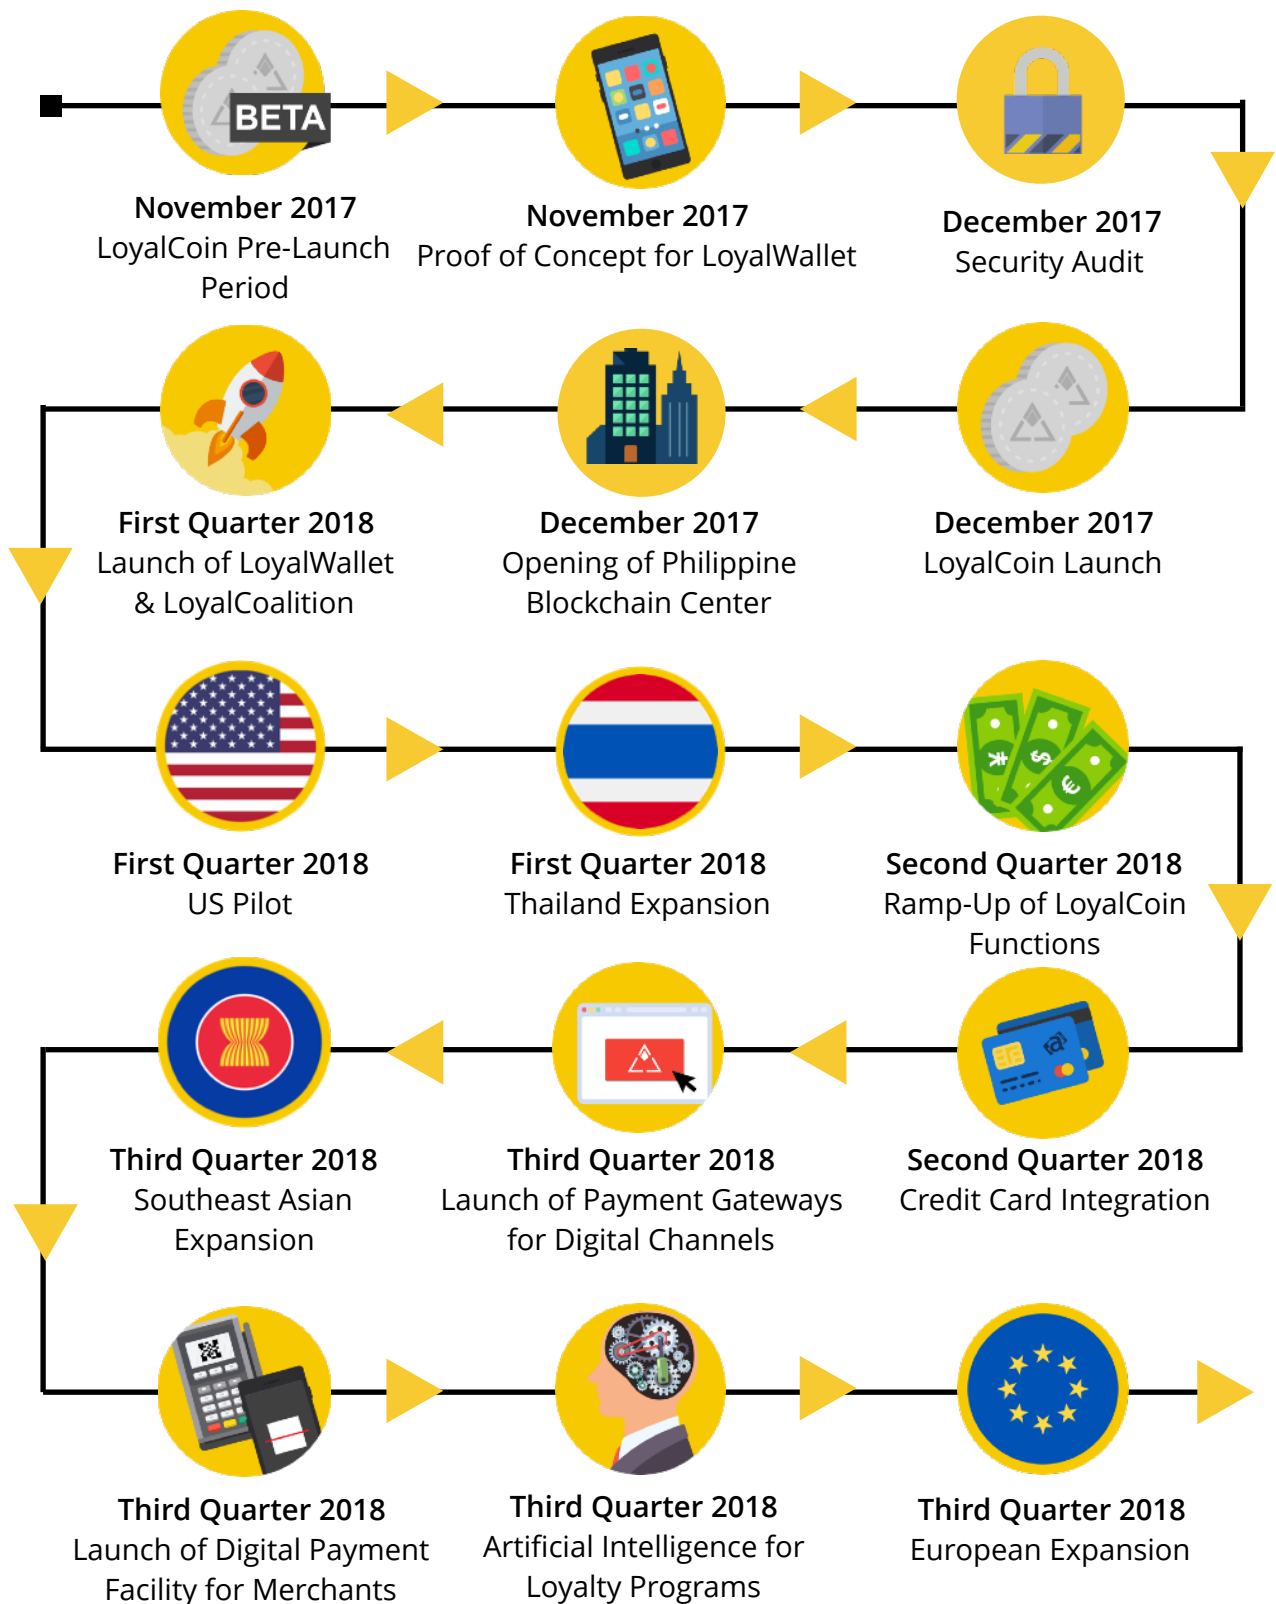 BETA
November 2017
LoyalCoin Pre-Launch
Period
November 2017
Proof of Concept for LoyalWallet
December 2017
Security Audit
December 2017
LoyalCoin Launch
December 2017
Opening of Philippine
Blockchain Center
First Quarter 2018
Launch of LoyalWallet
& LoyalCoalition
First Quarter 2018
US Pilot
First Quarter 2018
Thailand Expansion
Second Quarter 2018
Ramp-Up of LoyalCoin
Functions
Second Quarter 2018
Credit Card Integration
Third Quarter 2018
Launch of Payment Gateways
for Digital Channels
Third Quarter 2018
Southeast Asian
Expansion
Third Quarter 2018
Launch of Digital Payment
Facility for Merchants
Third Quarter 2018
Artificial Intelligence for
Loyalty Programs
Third Quarter 2018
European Expansion